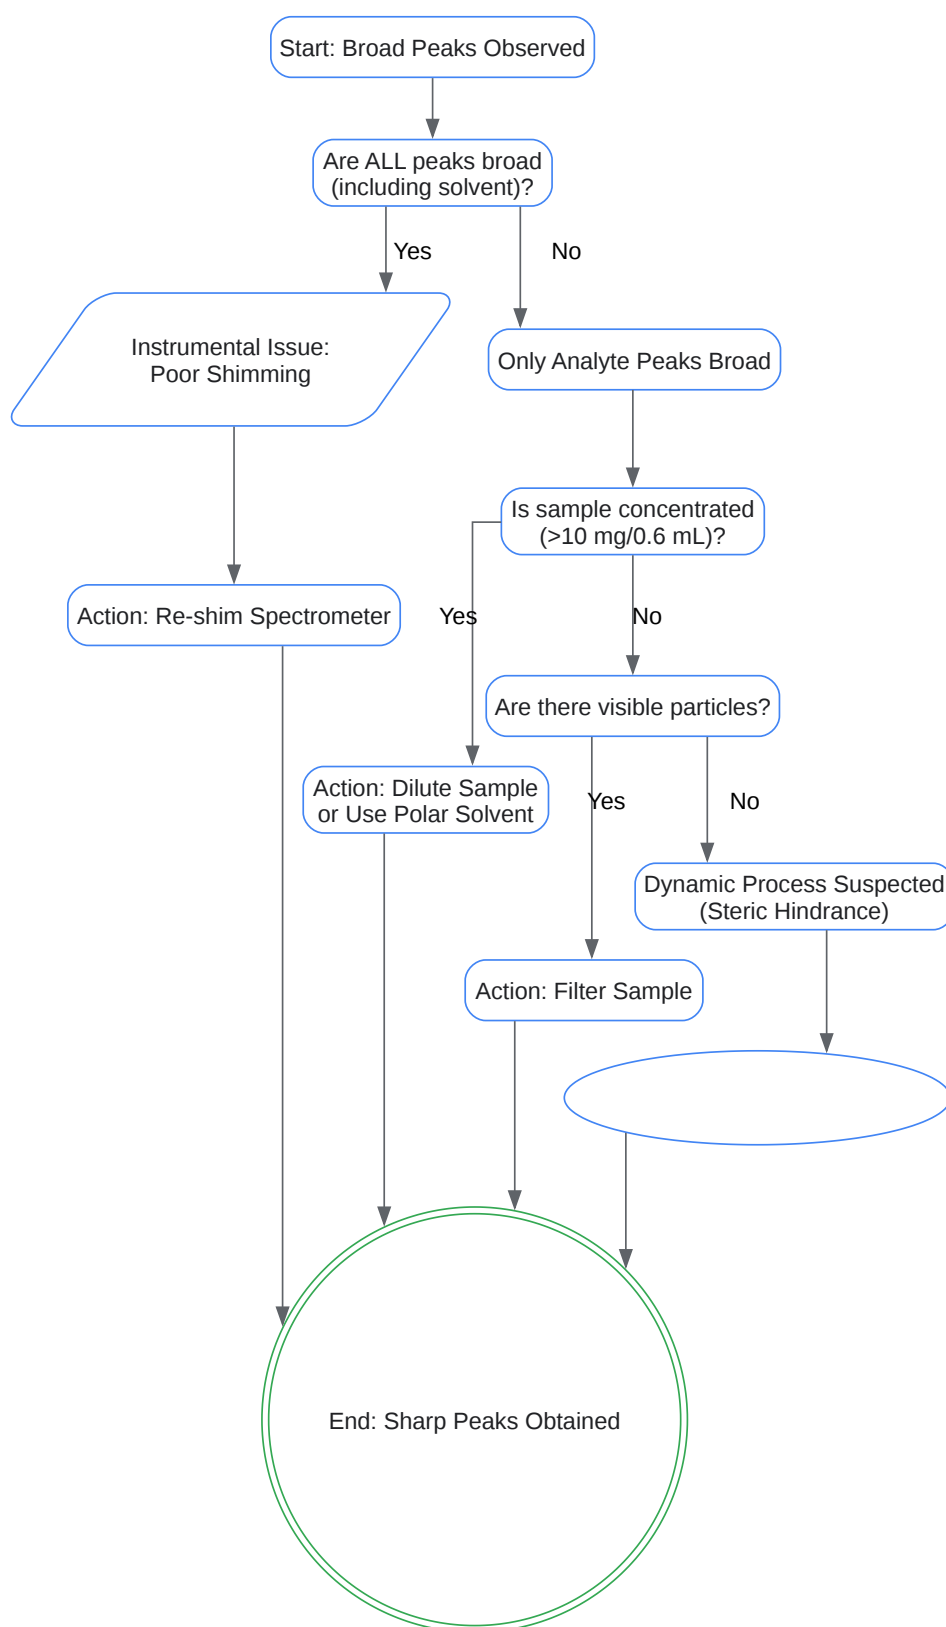 Start: Broad Peaks Observed
Are ALL peaks broad
(including solvent)?
Yes
No
Instrumental Issue:
Poor Shimming
Only Analyte Peaks Broad
Is sample concentrated
(>10 mg/0.6 mL)?
Action: Re-shim Spectrometer
Yes
No
Are there visible particles?
Action: Dilute Sample
or Use Polar Solvent
Yes
No
Dynamic Process Suspected
(Steric Hindrance)
Action: Filter Sample
End: Sharp Peaks Obtained